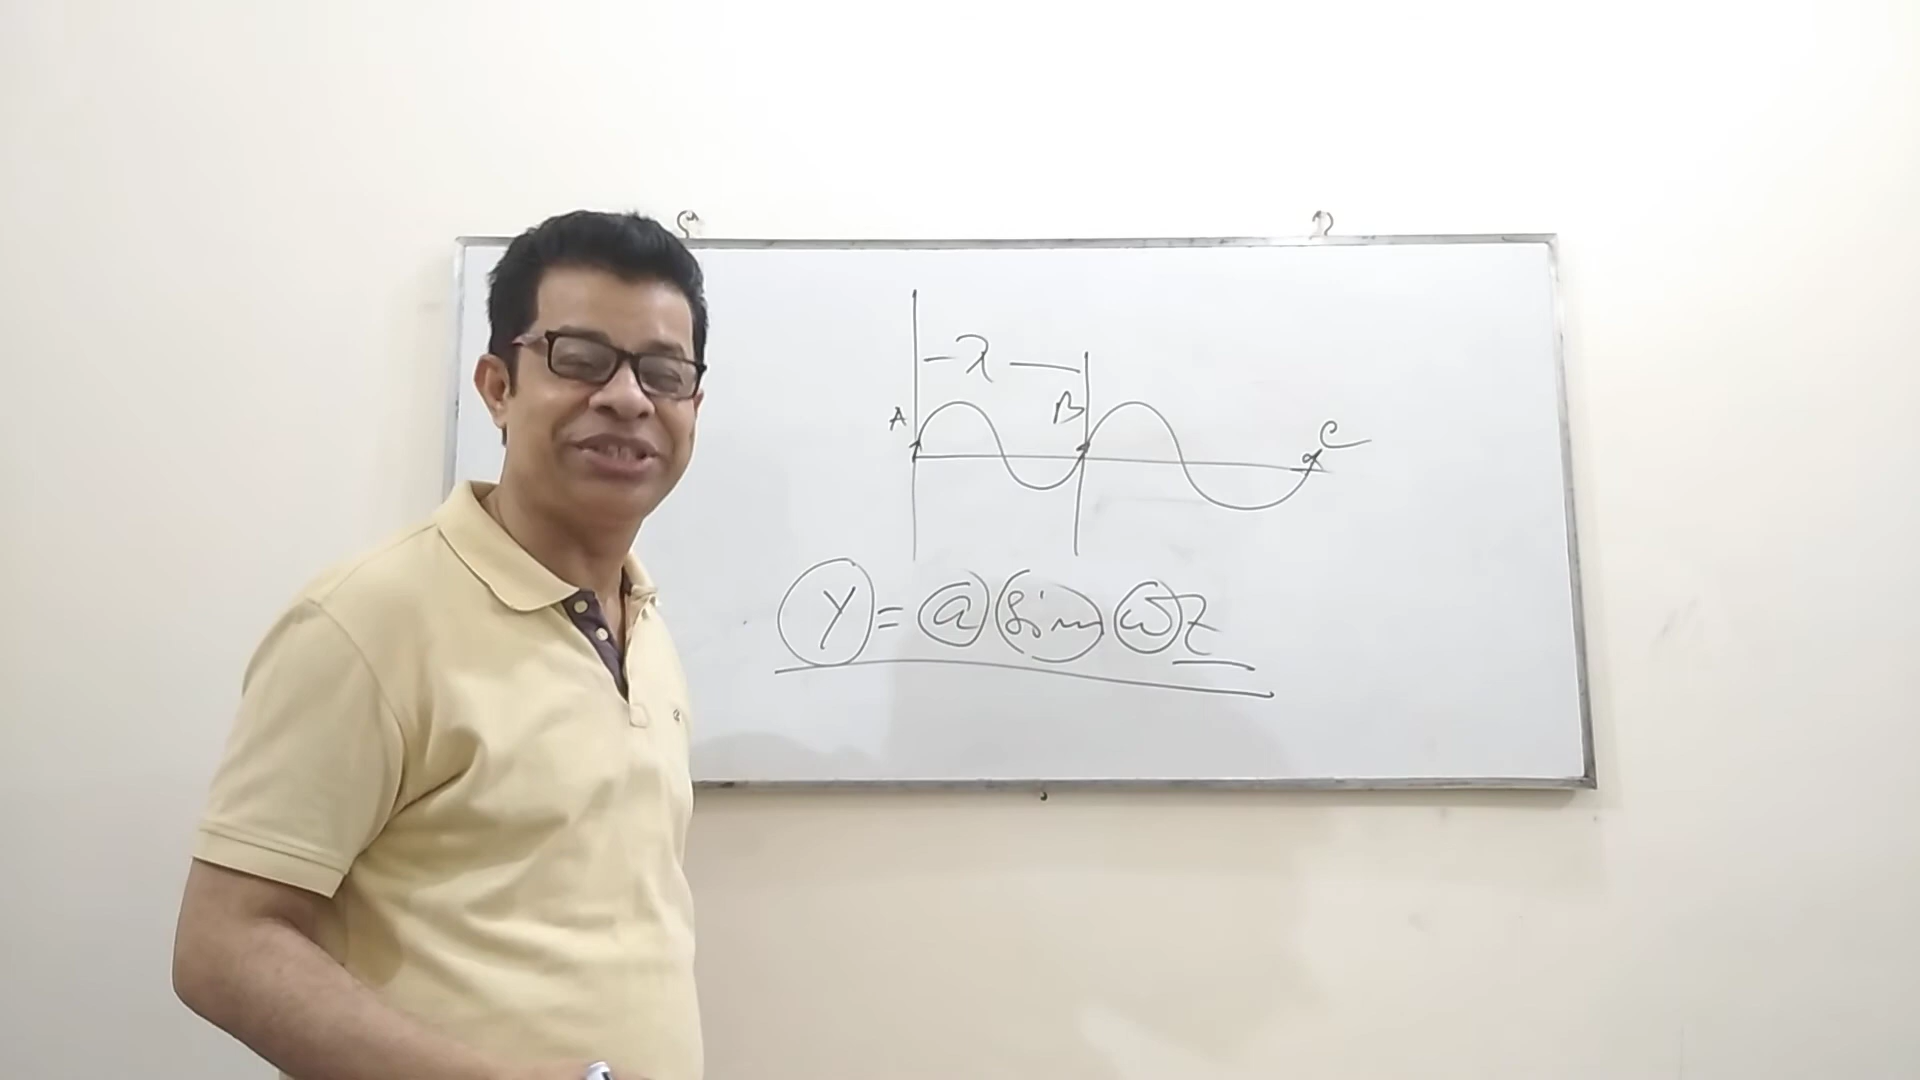 λ
A B C
Y = a sin ωt